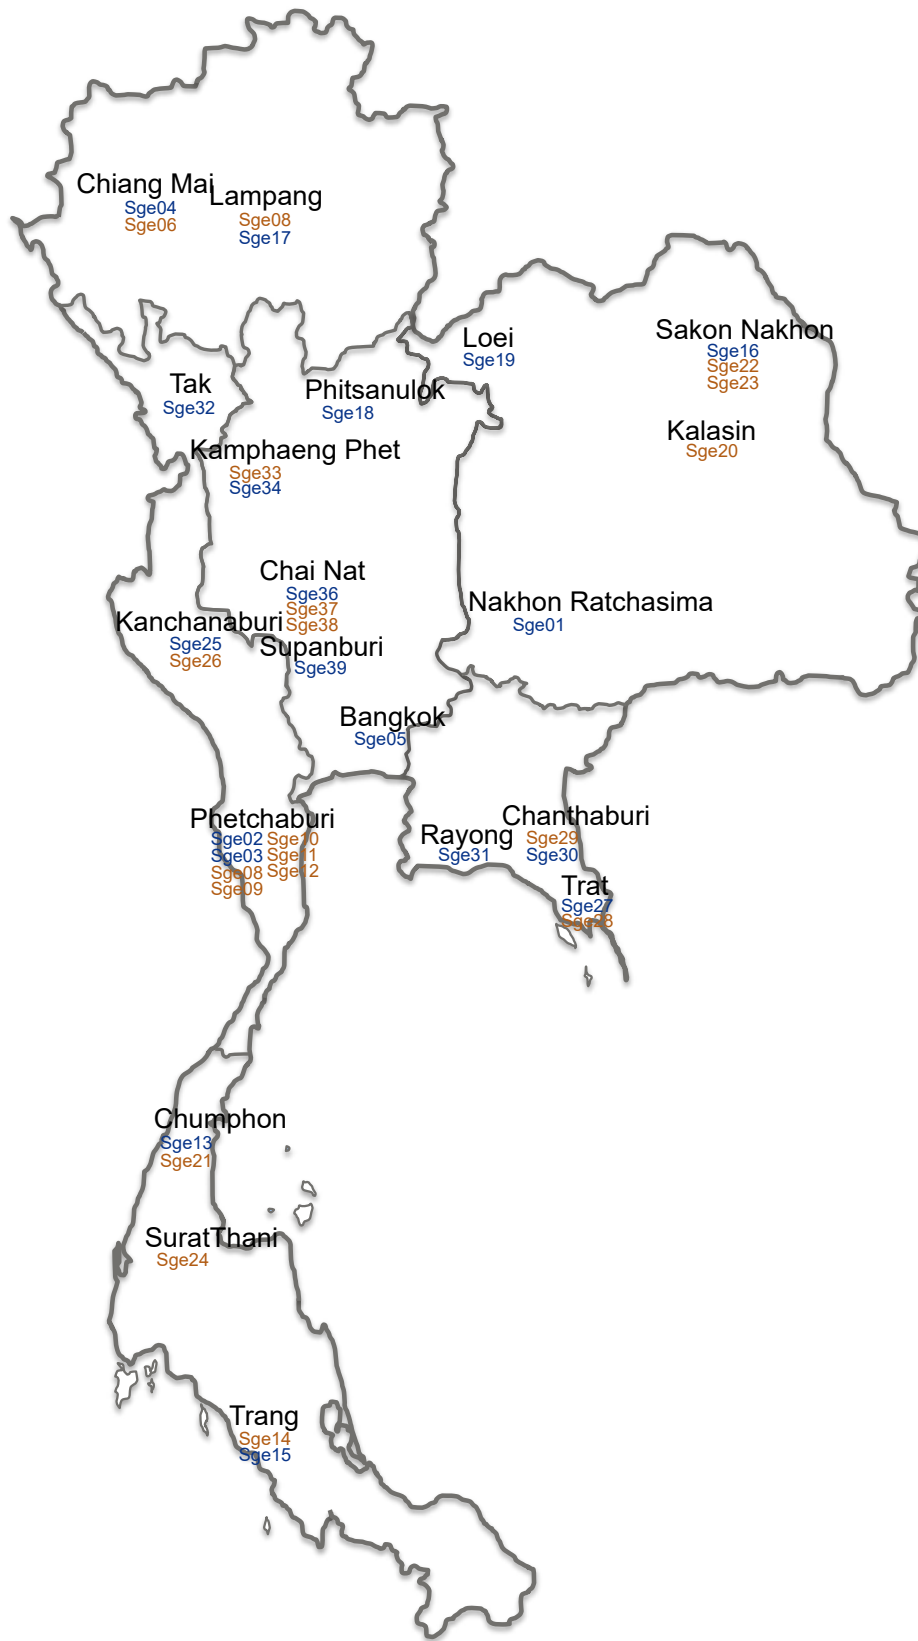 Chiang Mai
Sge04
Sge06
Lampang
Sge08
Sge17
Loei
Sge19
Sakon Nakhon
Sge16
Sge22
Sge23
Tak
Sge32
Phitsanulok
Sge18
Kalasin
Sge20
Kamphaeng Phet
Sge33
Sge34
Chai Nat
Sge36
Sge37
Sge38
Nakhon Ratchasima
Sge01
Kanchanaburi
Sge25
Sge26
Supanburi
Sge39
Bangkok
Sge05
Phetchaburi
Sge02 Sge10
Sge03 Sge11
Sge08 Sge12
Sge09
Rayong
Sge31
Chanthaburi
Sge29
Sge30
Trat
Sge27
Sge28
Chumphon
Sge13
Sge21
SuratThani
Sge24
Trang
Sge14
Sge15